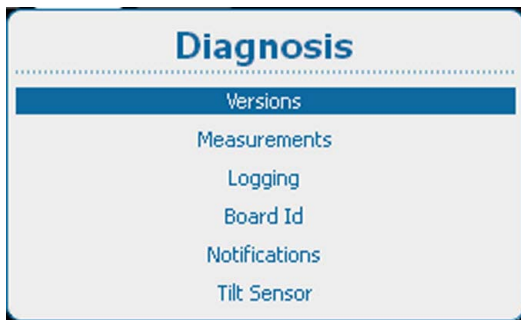 Diagnosis
Versions
Measurements
Logging
Board Id
Notifications
Tilt Sensor